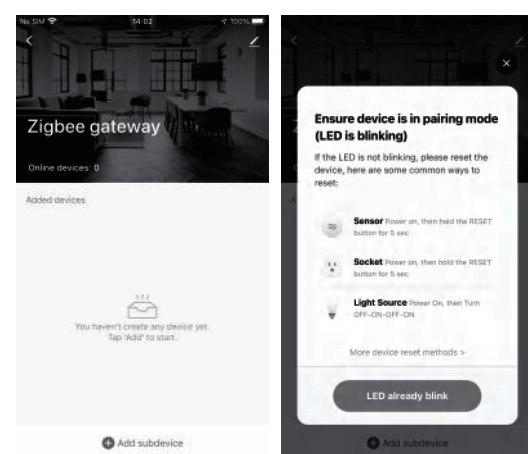 No SIM
14:02
100%
Zigbee gateway
Online devices: 0
Added devices
You haven't create any device yet.
Tap "Add" to start.
Add subdevice
Ensure device is in pairing mode
(LED is blinking)
If the LED is not blinking, please reset the
device, here are some common ways to
reset:
Sensor Power on, then hold the RESET
button for 5 sec
Socket Power on, then hold the RESET
button for 5 sec
Light Source Power On, then Turn
OFF-ON-OFF-ON
More device reset methods >
LED already blink
Add subdevice